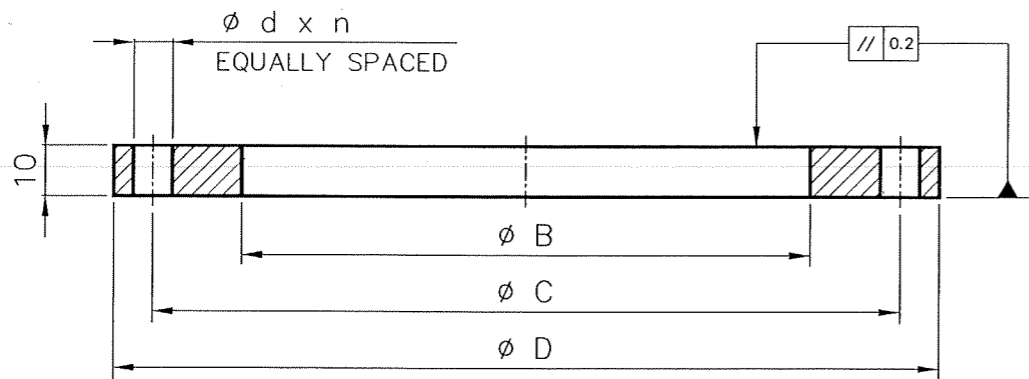 ϕ d x n
EQUALLY SPACED
// 0.2
10
ϕ B
ϕ C
ϕ D